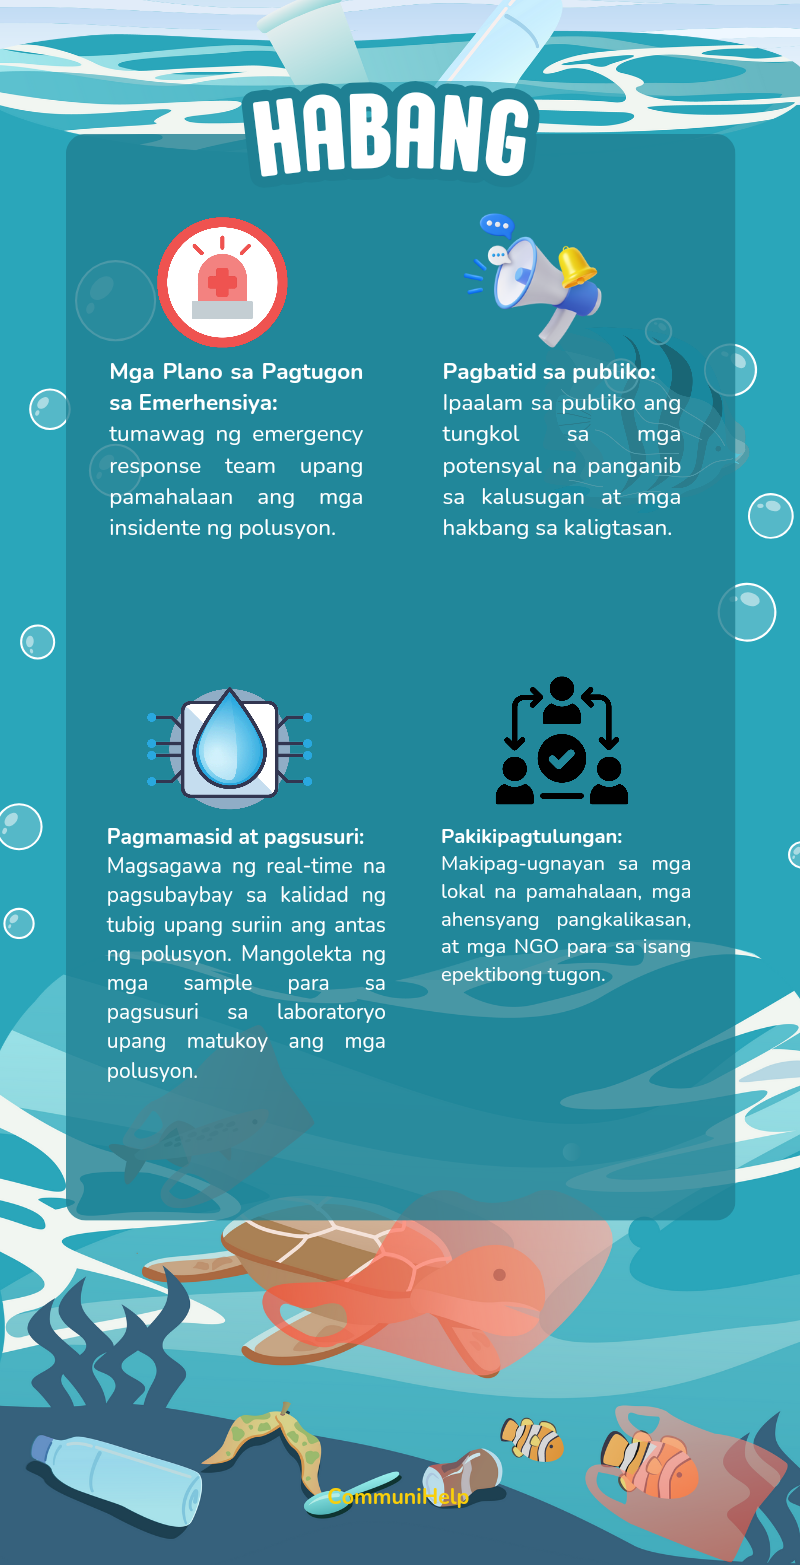 HABANG
Mga Plano sa Pagtugon
sa Emerhensiya:
tumawag ng emergency
response team upang
pamahalaan ang mga
insidente ng polusyon.
Pagbatid sa publiko:
Ipaalam sa publiko ang
tungkol sa mga
potensyal na panganib
sa kalusugan at mga
hakbang sa kaligtasan.
Pagmamasid at pagsusuri:
Magsagawa ng real-time na
pagsubaybay sa kalidad ng
tubig upang suriin ang antas
ng polusyon. Mangolekta ng
mga sample para sa
pagsusuri sa laboratoryo
upang matukoy ang mga
polusyon.
Pakikipagtulungan:
Makipag-ugnayan sa mga
lokal na pamahalaan, mga
ahensyang pangkalikasan,
at mga NGO para sa isang
epektibong tugon.
CommuniHelp